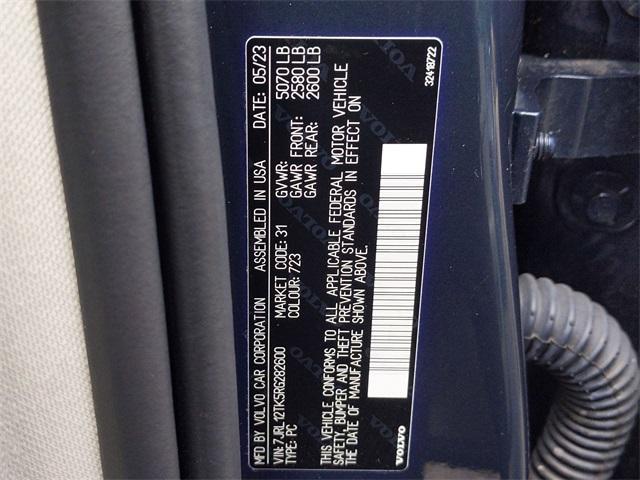 MFD BY VOLVO CAR CORPORATION ASSEMBLED IN USA DATE: 05/23
VIN: 7JRL12TK5RG282600
TYPE: PC
MARKET CODE: 31
COLOUR: 723
GVWR: 5070 LB
GAWR FRONT: 2580 LB
GAWR REAR: 2600 LB
THIS VEHICLE CONFORMS TO ALL APPLICABLE FEDERAL MOTOR VEHICLE
SAFETY, BUMPER AND THEFT PREVENTION STANDARDS IN EFFECT ON
DATE OF MANUFACTURE SHOWN ABOVE.
VOLVO
32419722